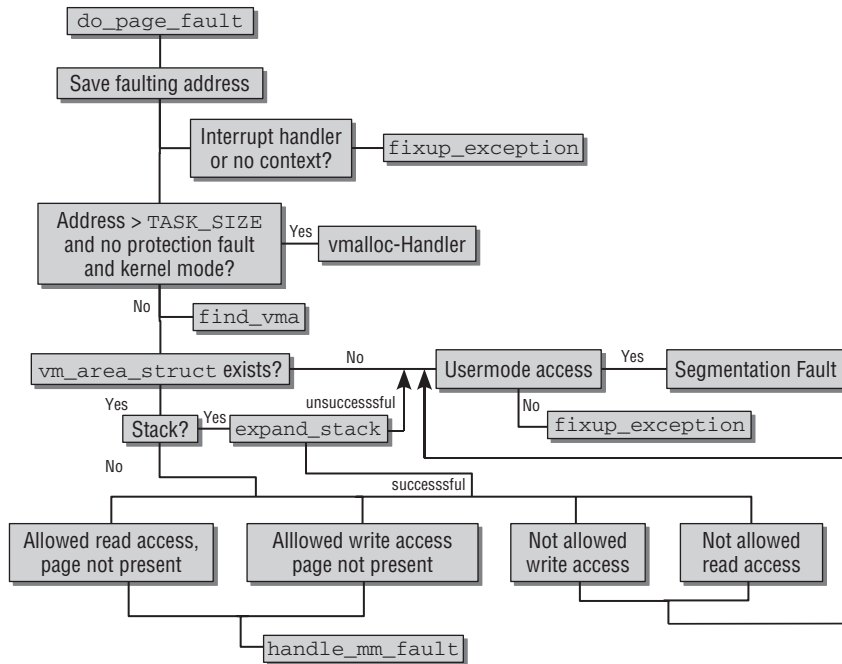 do_page_fault
Save faulting address
Interrupt handler
or no context?
fixup_exception
Address > TASK_SIZE
and no protection fault
and kernel mode?
Yes
vmalloc-Handler
No
find_vma
vm_area_struct exists?
No
Usermode access
Yes
Segmentation Fault
Yes
Stack?
Yes
expand_stack
unsuccesssful
No
fixup_exception
No
successsful
Allowed read access,
page not present
Alllowed write access
page not present
Not allowed
write access
Not allowed
read access
handle_mm_fault